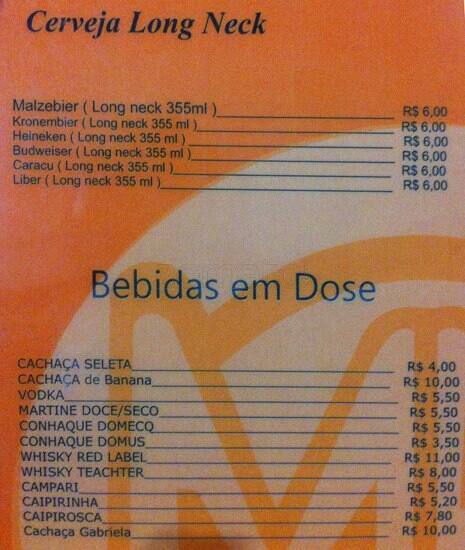 Cerveja Long Neck
Malzebier ( Long neck 355ml ) R$ 6,00
Kronembier ( Long neck 355 ml ) R$ 6,00
Heineken ( Long neck 355 ml ) R$ 6,00
Budweiser ( Long neck 355 ml ) R$ 6,00
Caracu ( Long neck 355 ml ) R$ 6,00
Liber ( Long neck 355 ml ) R$ 6,00
Bebidas em Dose
CACHAÇA SELETA R$ 4,00
CACHAÇA de Banana R$ 10,00
VODKA R$ 5,50
MARTINE DOCE/SECO R$ 5,50
CONHAQUE DOMECQ R$ 5,50
CONHAQUE DOMUS R$ 3,50
WHISKY RED LABEL R$ 11,00
WHISKY TEACHTER R$ 8,00
CAMPARI R$ 5,50
CAIPIRINHA R$ 5,20
CAIPIROSCA R$ 7,80
Cachaça Gabriela R$ 10,00